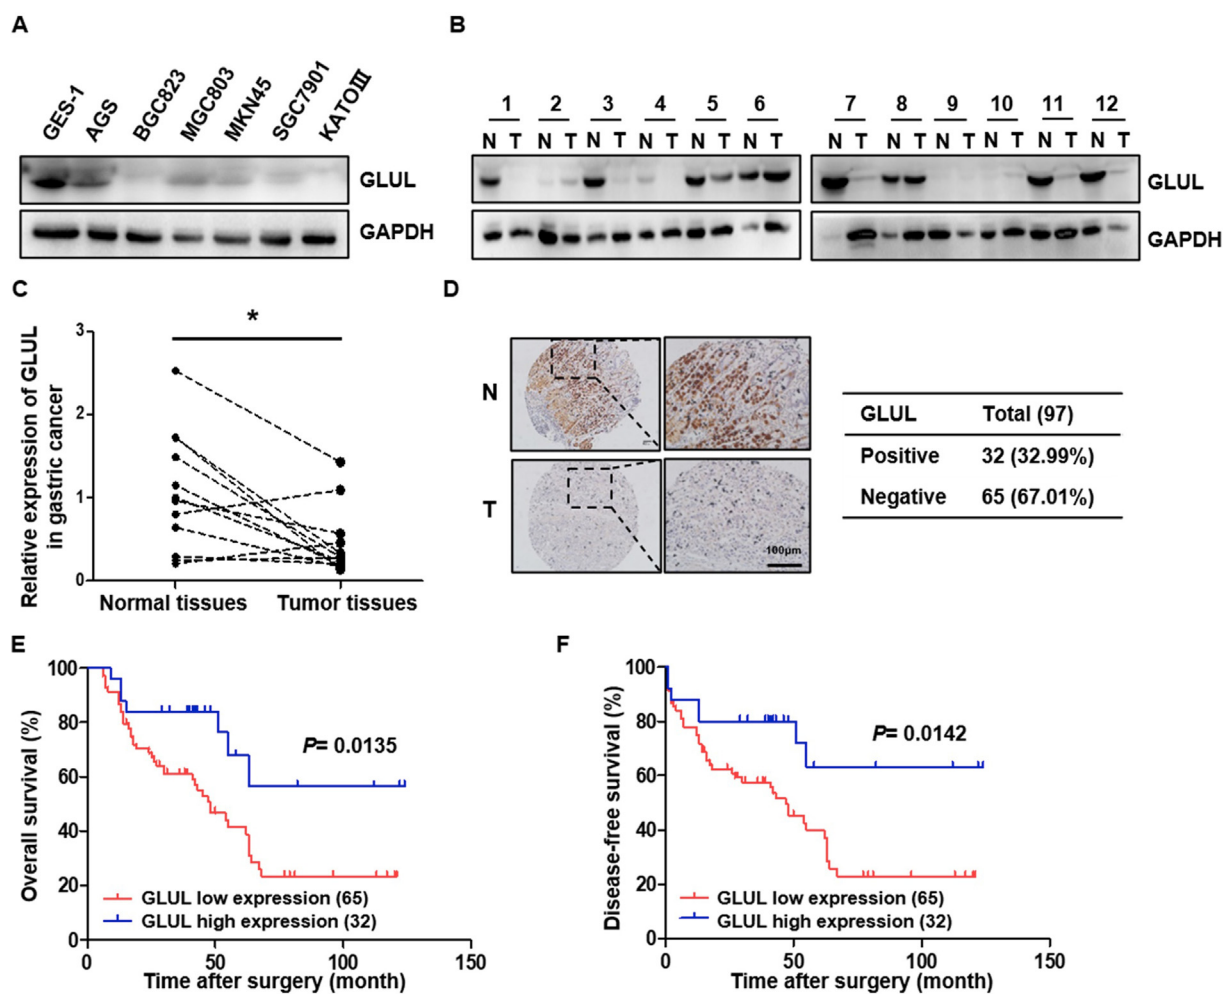 A
GES-1 AGS BGC823 MGC803 MKN45 SGC7901 KATOIII
GLUL
GAPDH
B
1 2 3 4 5 6 7 8 9 10 11 12
N T N T N T N T N T N T N T N T N T N T N T N T
GLUL
GAPDH
C
Relative expression of GLUL
in gastric cancer
*
3
2
1
0
Normal tissues Tumor tissues
D
N
T
100μm
GLUL Total (97)
Positive 32 (32.99%)
Negative 65 (67.01%)
E
Overall survival (%)
100
80
60
40
20
0
P= 0.0135
GLUL low expression (65)
GLUL high expression (32)
0 50 100 150
Time after surgery (month)
F
Disease-free survival (%)
100
80
60
40
20
0
P= 0.0142
GLUL low expression (65)
GLUL high expression (32)
0 50 100 150
Time after surgery (month)